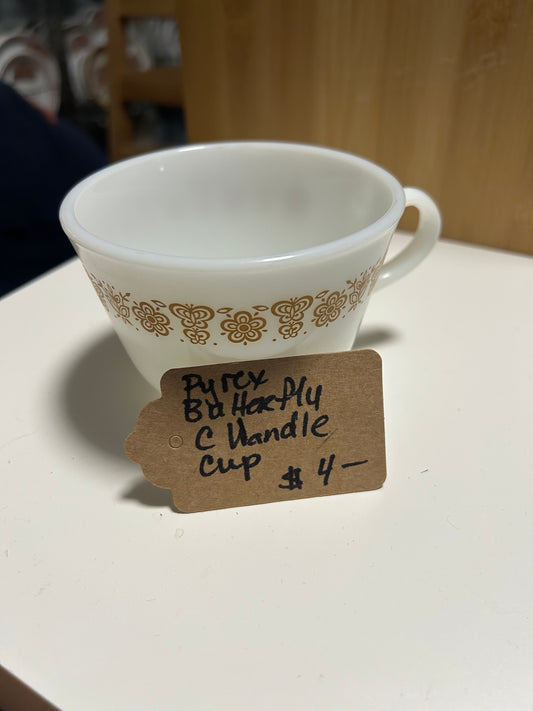 Pyrex
Butterfly
C Handle
Cup $4—